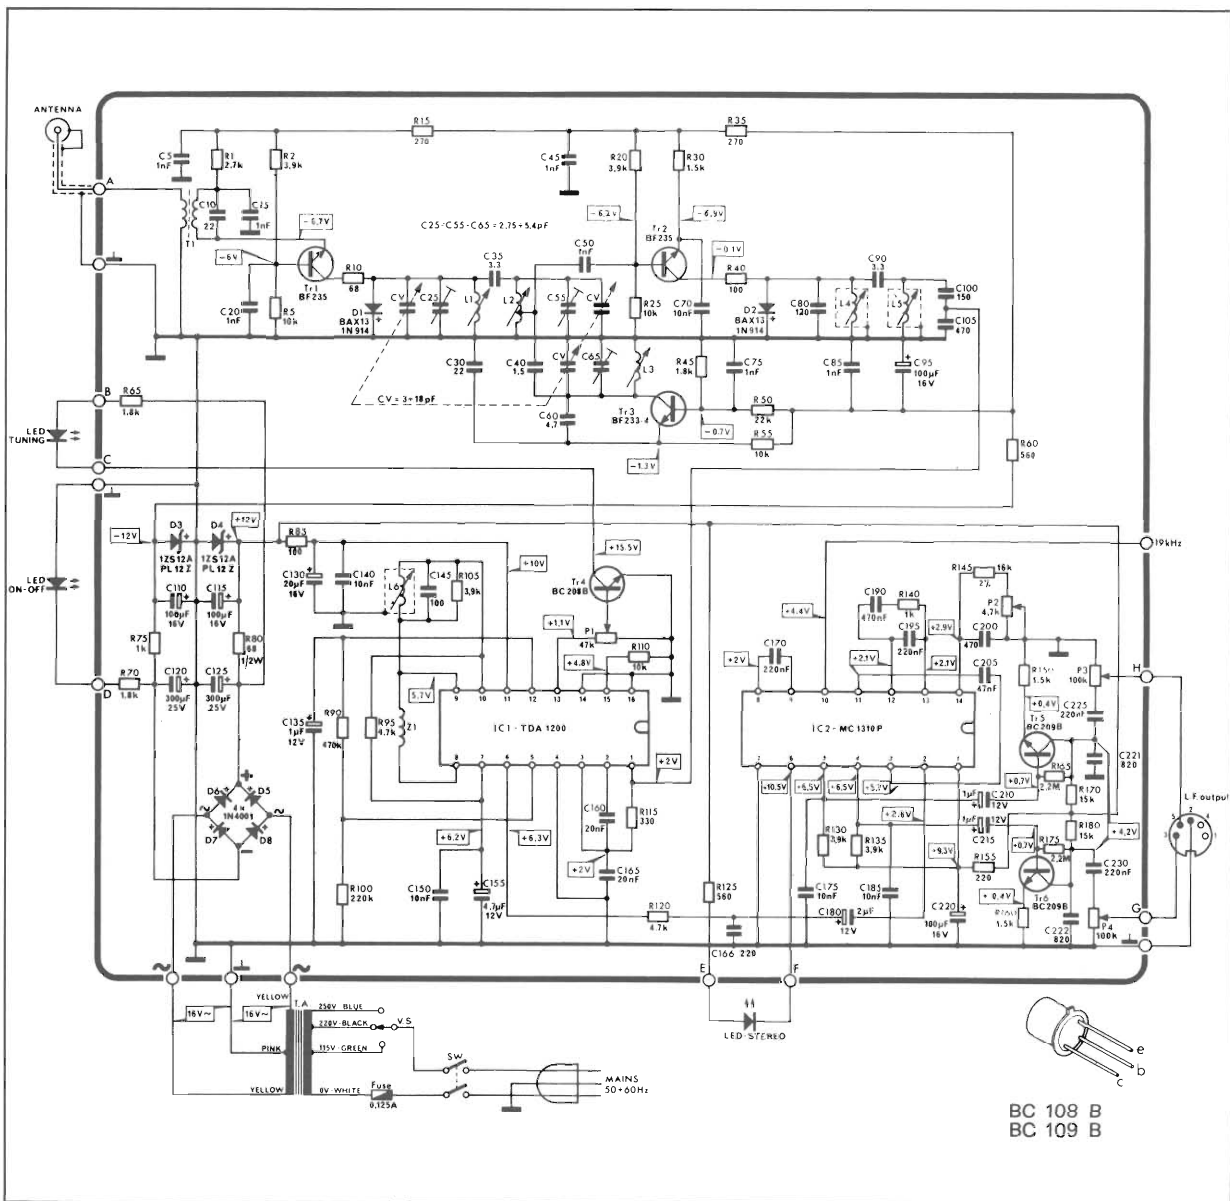 ANTENNA
A
C5
1nF
R1
2,7k
R2
3,9k
R15
270
C45
1nF
R20
3,9k
R30
1.5k
R35
270
T1
C10
22
C15
1nF
-6,7V
-6V
C25-C55-C65=2,75÷5,4pF
-6,2V
-6,9V
Tr2
BF235
Tr1
BF235
C20
1nF
R5
10k
R10
68
D1
BAX13
1N914
CV
C25
L1
C35
3.3
L2
C50
1nF
C55
CV
R25
10k
C70
10nF
-0.1V
R40
100
D2
BAX13
1N914
C80
120
L4
C90
3.3
L5
C100
150
C105
470
C30
22
C40
1.5
CV
C65
L3
R45
1.8k
C75
1nF
C85
1nF
C95
100µF
16V
CV=3÷18pF
C60
4,7
Tr3
BF233-4
-0.7V
-1.3V
R50
22k
R55
10k
R60
560
B
R65
1.8k
LED
TUNING
C
LED
ON-OFF
D
-12V
D3
1ZS12A
PL12Z
D4
1ZS12A
PL12Z
+12V
C110
100µF
16V
C115
100µF
16V
R75
1k
R80
68
1/2W
R70
1.8k
C120
300µF
25V
C125
300µF
25V
D6
D5
4x
1N4001
D7
D8
R83
100
C130
20µF
16V
C140
10nF
L6
C145
100
R105
3,9k
+10V
+15.5V
Tr4
BC208B
+1,1V
P1
47k
R110
10k
+4.8V
5,7V
9 10 11 12 13 14 15 16
IC1-TDA1200
8 7 6 5 4 3 2 1
C135
1µF
12V
R90
470k
R95
4.7k
Z1
+2V
R115
330
C160
20nF
+6,2V
+6,3V
+2V
C165
20nF
R100
220k
C150
10nF
C155
4,7µF
12V
R120
4.7k
C166 220
R125
560
19kHz
+4.4V
C190
470nF
R140
1k
C195
220nF
R145
16k
2%
P2
4,7k
+2,9V
C200
470
C170
220nF
+2V
+2.1V
+2.1V
C205
47nF
8 9 10 11 12 13 14
IC2-MC1310P
7 6 5 4 3 2 1
R150
1.5k
+0,4V
Tr5
BC209B
P3
100k
H
C225
220nF
C221
820
+10.5V
+6,5V
+6,5V
+0,7V
R165
2,2M
1µF
C210
12V
+2.6V
1µF
C215
12V
R170
15k
R180
15k
+4,2V
R130
3,9k
R135
3,9k
+9,3V
R155
220
+0,7V
R175
2,2M
C230
220nF
Tr6
BC209B
+0,4V
R160
1.5k
C175
10nF
C185
10nF
C180
2µF
12V
C220
100µF
16V
C222
820
P4
100k
G
L.F. output
E
F
LED-STEREO
16V~
16V~
YELLOW
T.A
250V BLUE
220V-BLACK
V.S
115V-GREEN
PINK
YELLOW
0V-WHITE
Fuse
0,125A
SW
MAINS
50÷60Hz
e
b
c
BC 108 B
BC 109 B